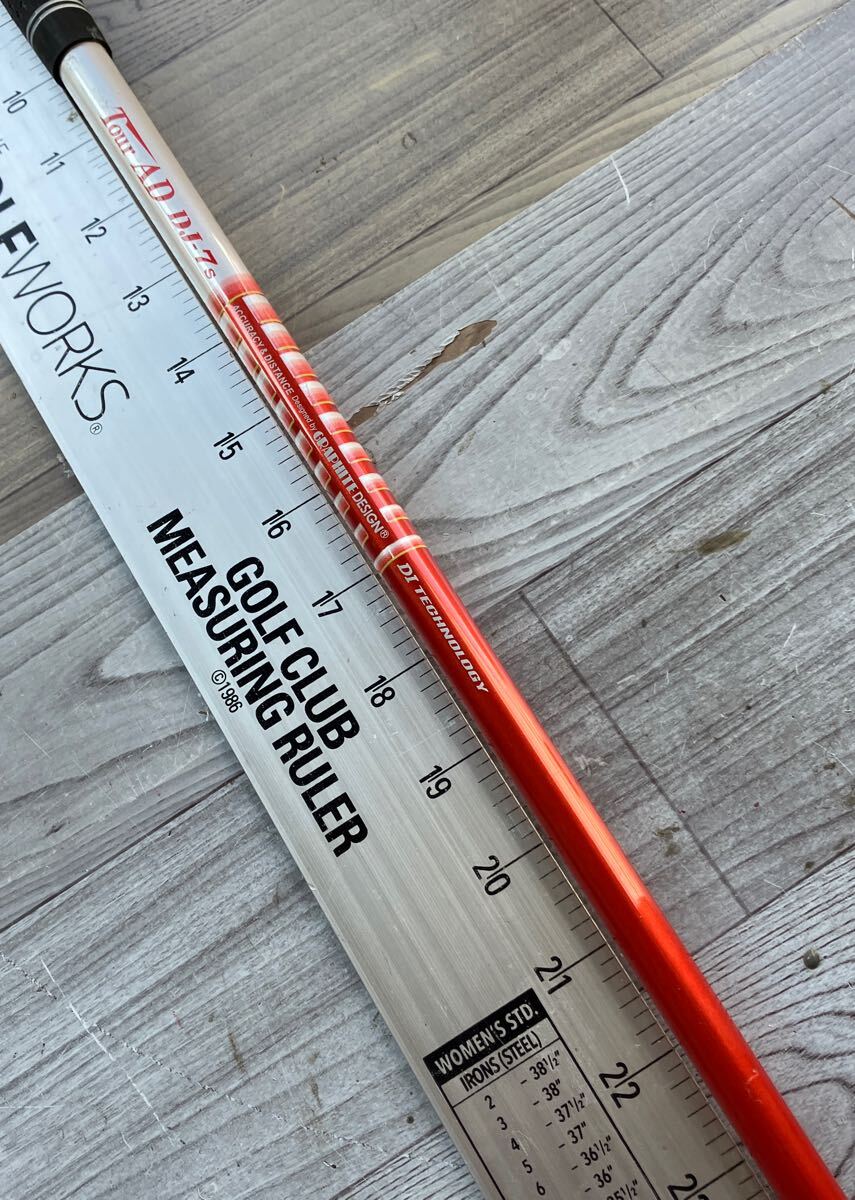 Tour AD DI-7 S
ACCURACY & DISTANCE Designed by GRAPHITE DESIGN®
DI TECHNOLOGY
10
11
12
13
14
15
16
17
18
19
20
21
22
WORKS®
GOLF CLUB
MEASURING RULER
©1986
WOMEN'S STD.
IRONS (STEEL)
2 - 38½"
3 - 38"
4 - 37½"
5 - 37"
6 - 36½"
- 36"